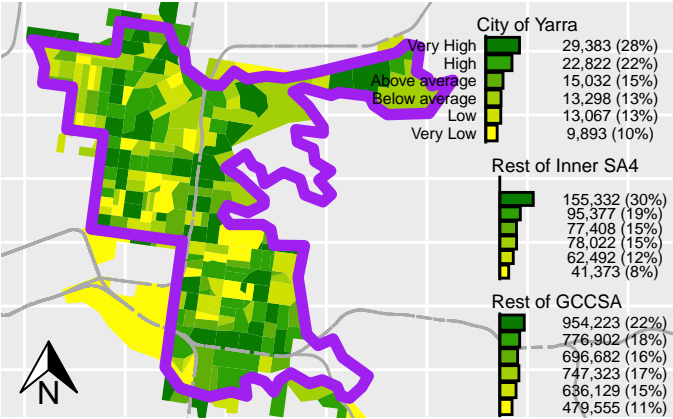 City of Yarra
Very High 29,383 (28%)
High 22,822 (22%)
Above average 15,032 (15%)
Below average 13,298 (13%)
Low 13,067 (13%)
Very Low 9,893 (10%)
Rest of Inner SA4
155,332 (30%)
95,377 (19%)
77,408 (15%)
78,022 (15%)
62,492 (12%)
41,373 (8%)
Rest of GCCSA
954,223 (22%)
776,902 (18%)
696,682 (16%)
747,323 (17%)
636,129 (15%)
479,555 (11%)
N